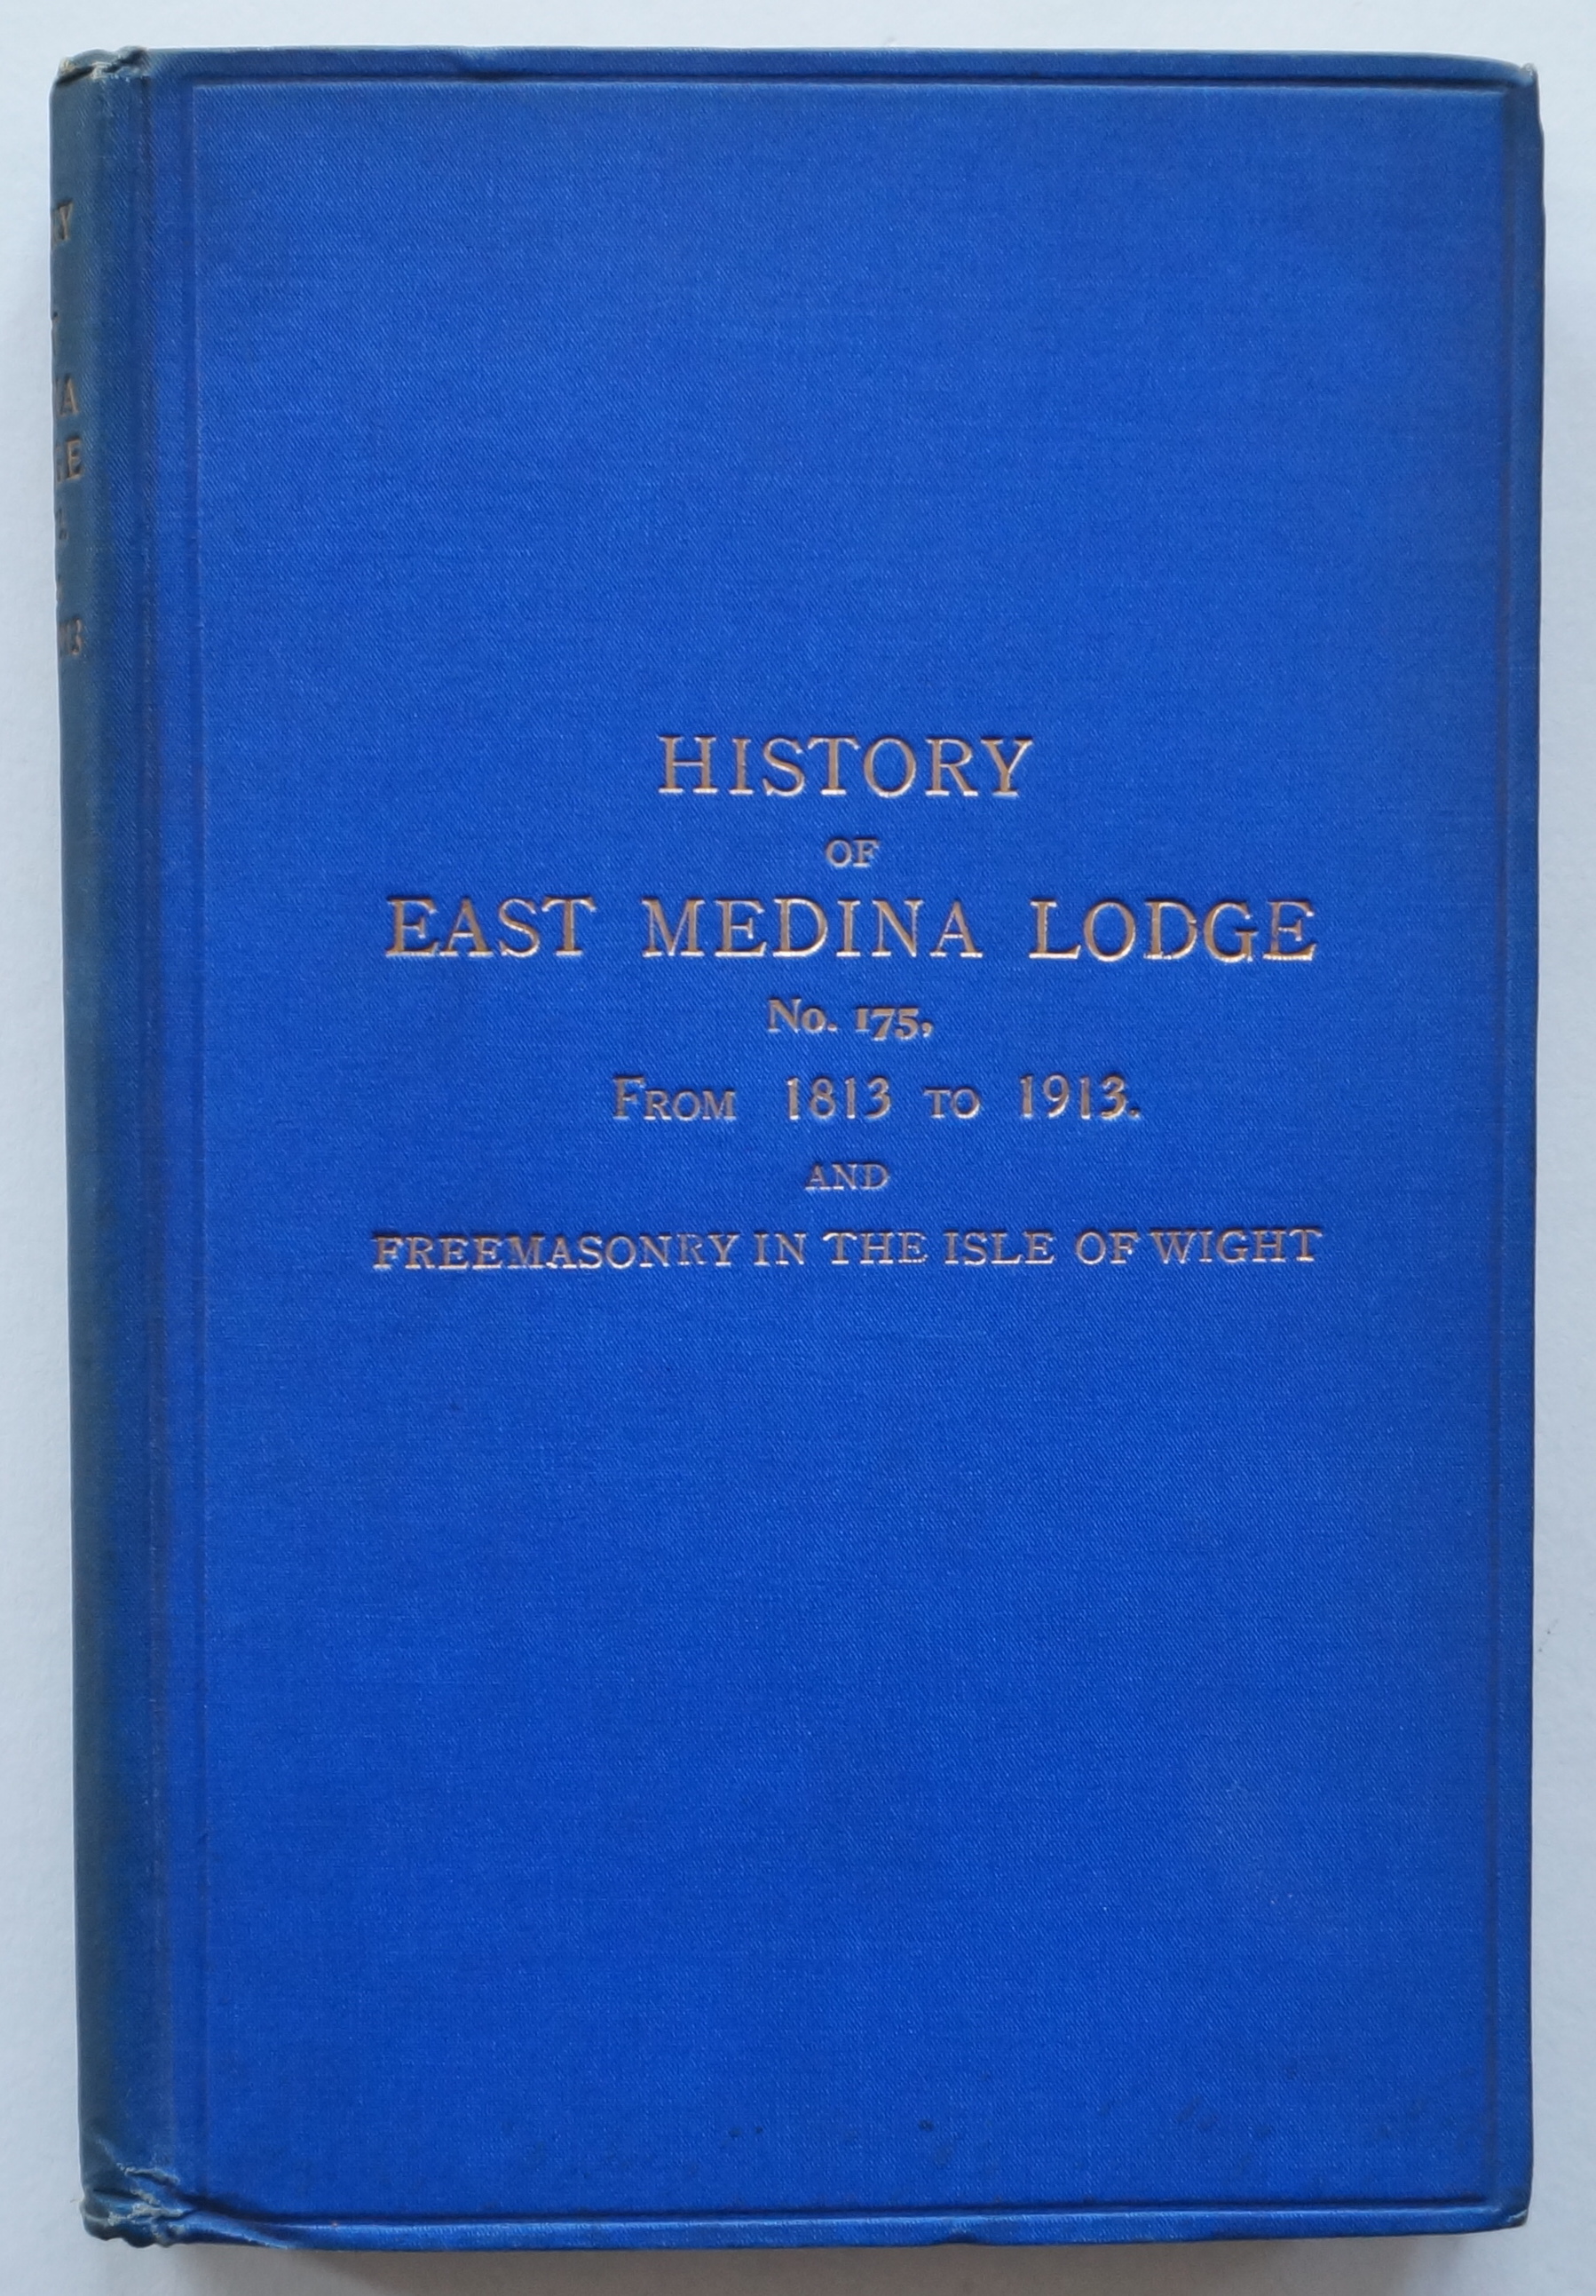 HISTORY
OF
EAST MEDINA LODGE
No. 175,
FROM 1813 TO 1913.
AND
FREEMASONRY IN THE ISLE OF WIGHT